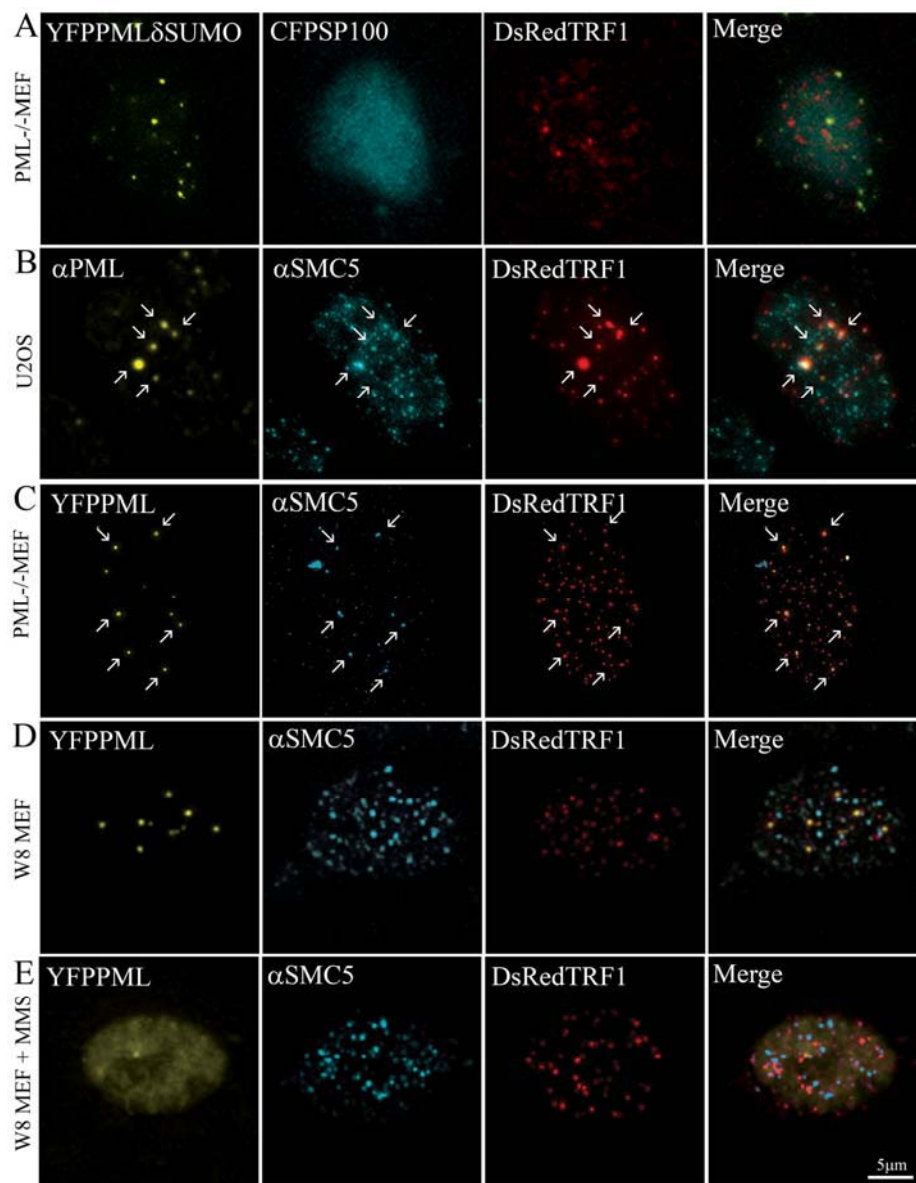 A YFPPMLδSUMO CFPSP100 DsRedTRF1 Merge
PML-/-MEF
B αPML αSMC5 DsRedTRF1 Merge
U2OS
C YFPPML αSMC5 DsRedTRF1 Merge
PML-/-MEF
D YFPPML αSMC5 DsRedTRF1 Merge
W8 MEF
E YFPPML αSMC5 DsRedTRF1 Merge
W8 MEF + MMS
5μm